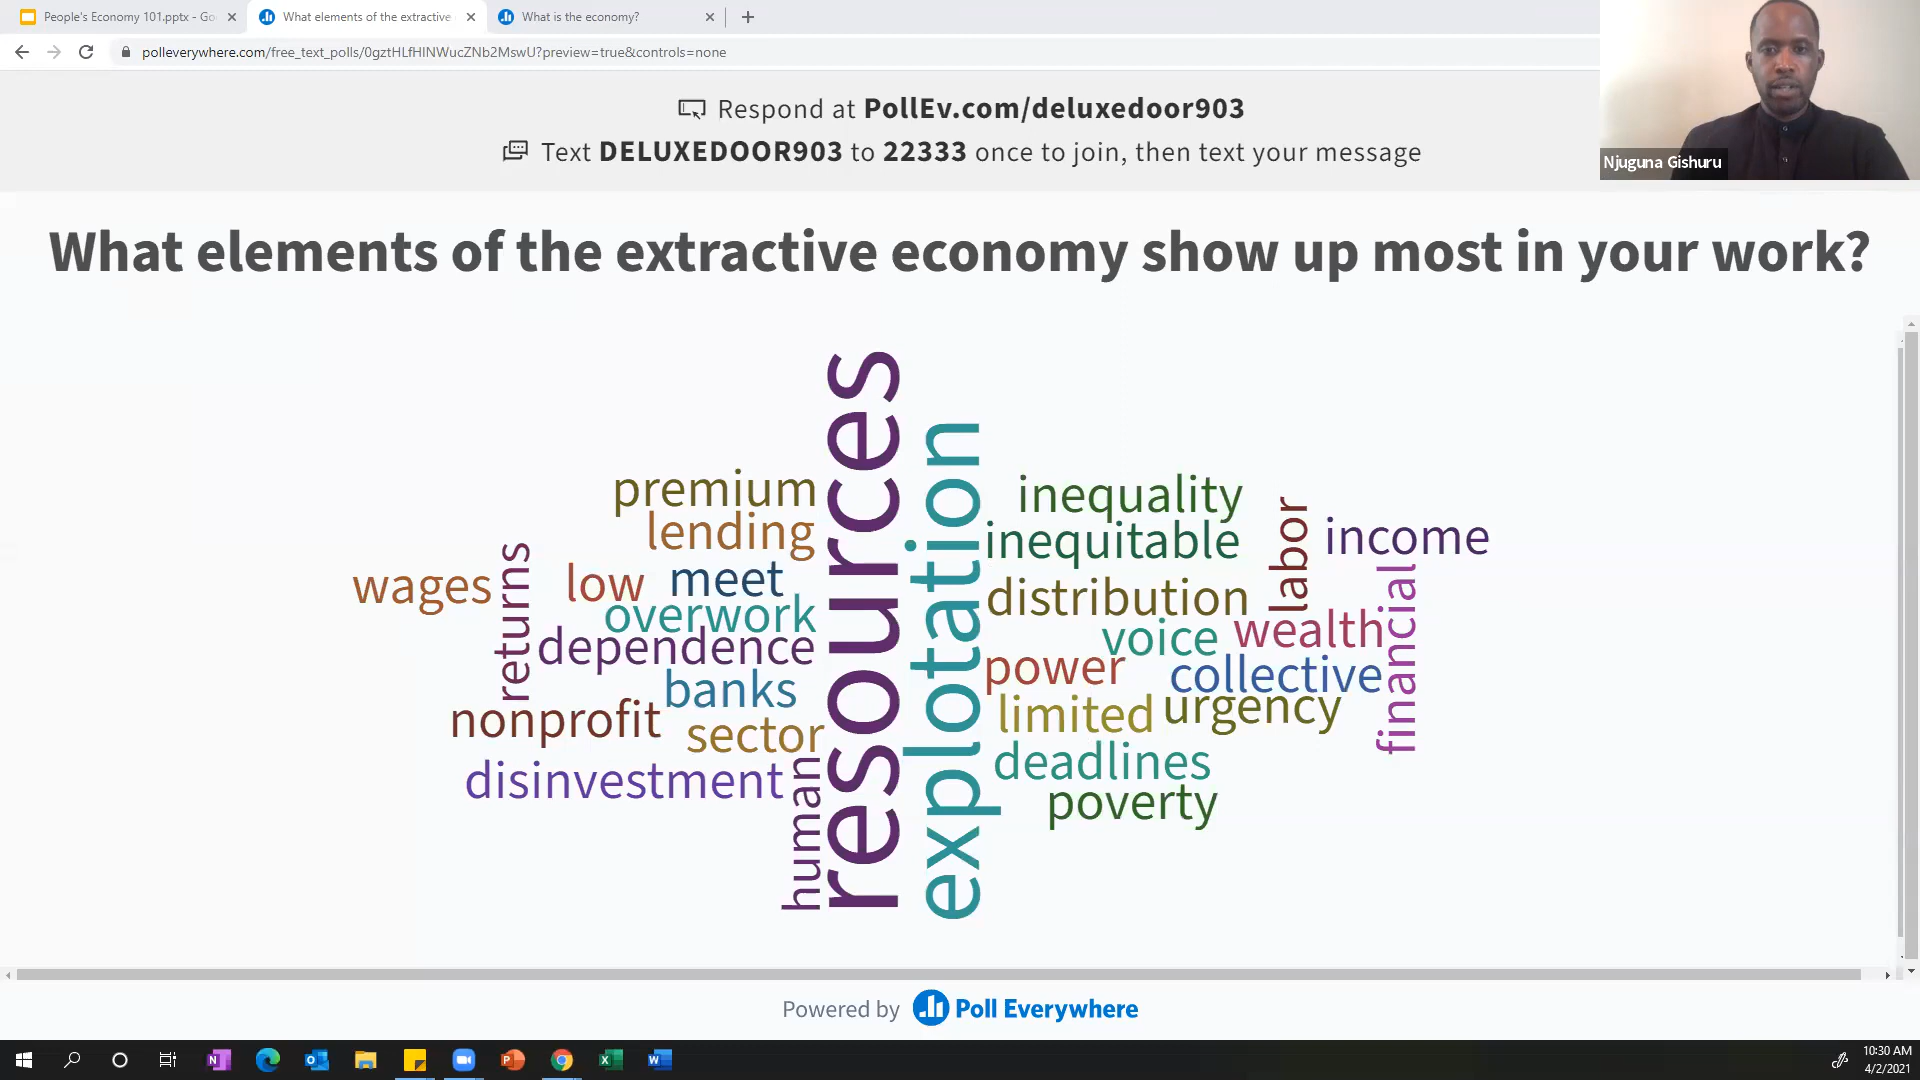 People's Economy 101.pptx - Go
What elements of the extractive
What is the economy?
polleverywhere.com/free_text_polls/0gztHLfHlNWucZNb2MswU?preview=true&controls=none
Respond at PollEv.com/deluxedoor903
Text DELUXEDOOR903 to 22333 once to join, then text your message
Njuguna Gishuru
What elements of the extractive economy show up most in your work?
resources
explotation
premium
lending
wages
returns
low
meet
overwork
dependence
banks
nonprofit
sector
disinvestment
human
inequality
inequitable
labor
income
distribution
voice
wealth
financial
power
collective
limited
urgency
deadlines
poverty
Powered by Poll Everywhere
10:30 AM
4/2/2021